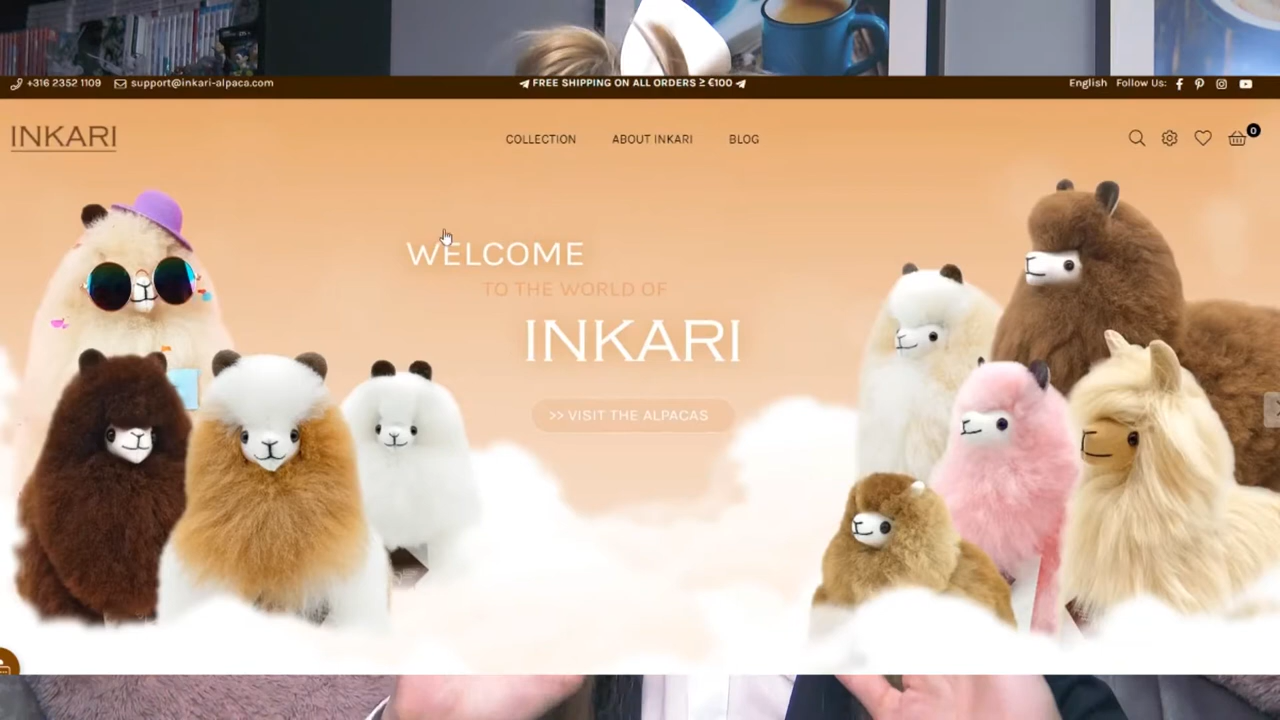 +316 2352 1109 support@inkari-alpaca.com FREE SHIPPING ON ALL ORDERS ≥ €100 English Follow Us:
INKARI COLLECTION ABOUT INKARI BLOG 0
WELCOME
TO THE WORLD OF
INKARI
>> VISIT THE ALPACAS